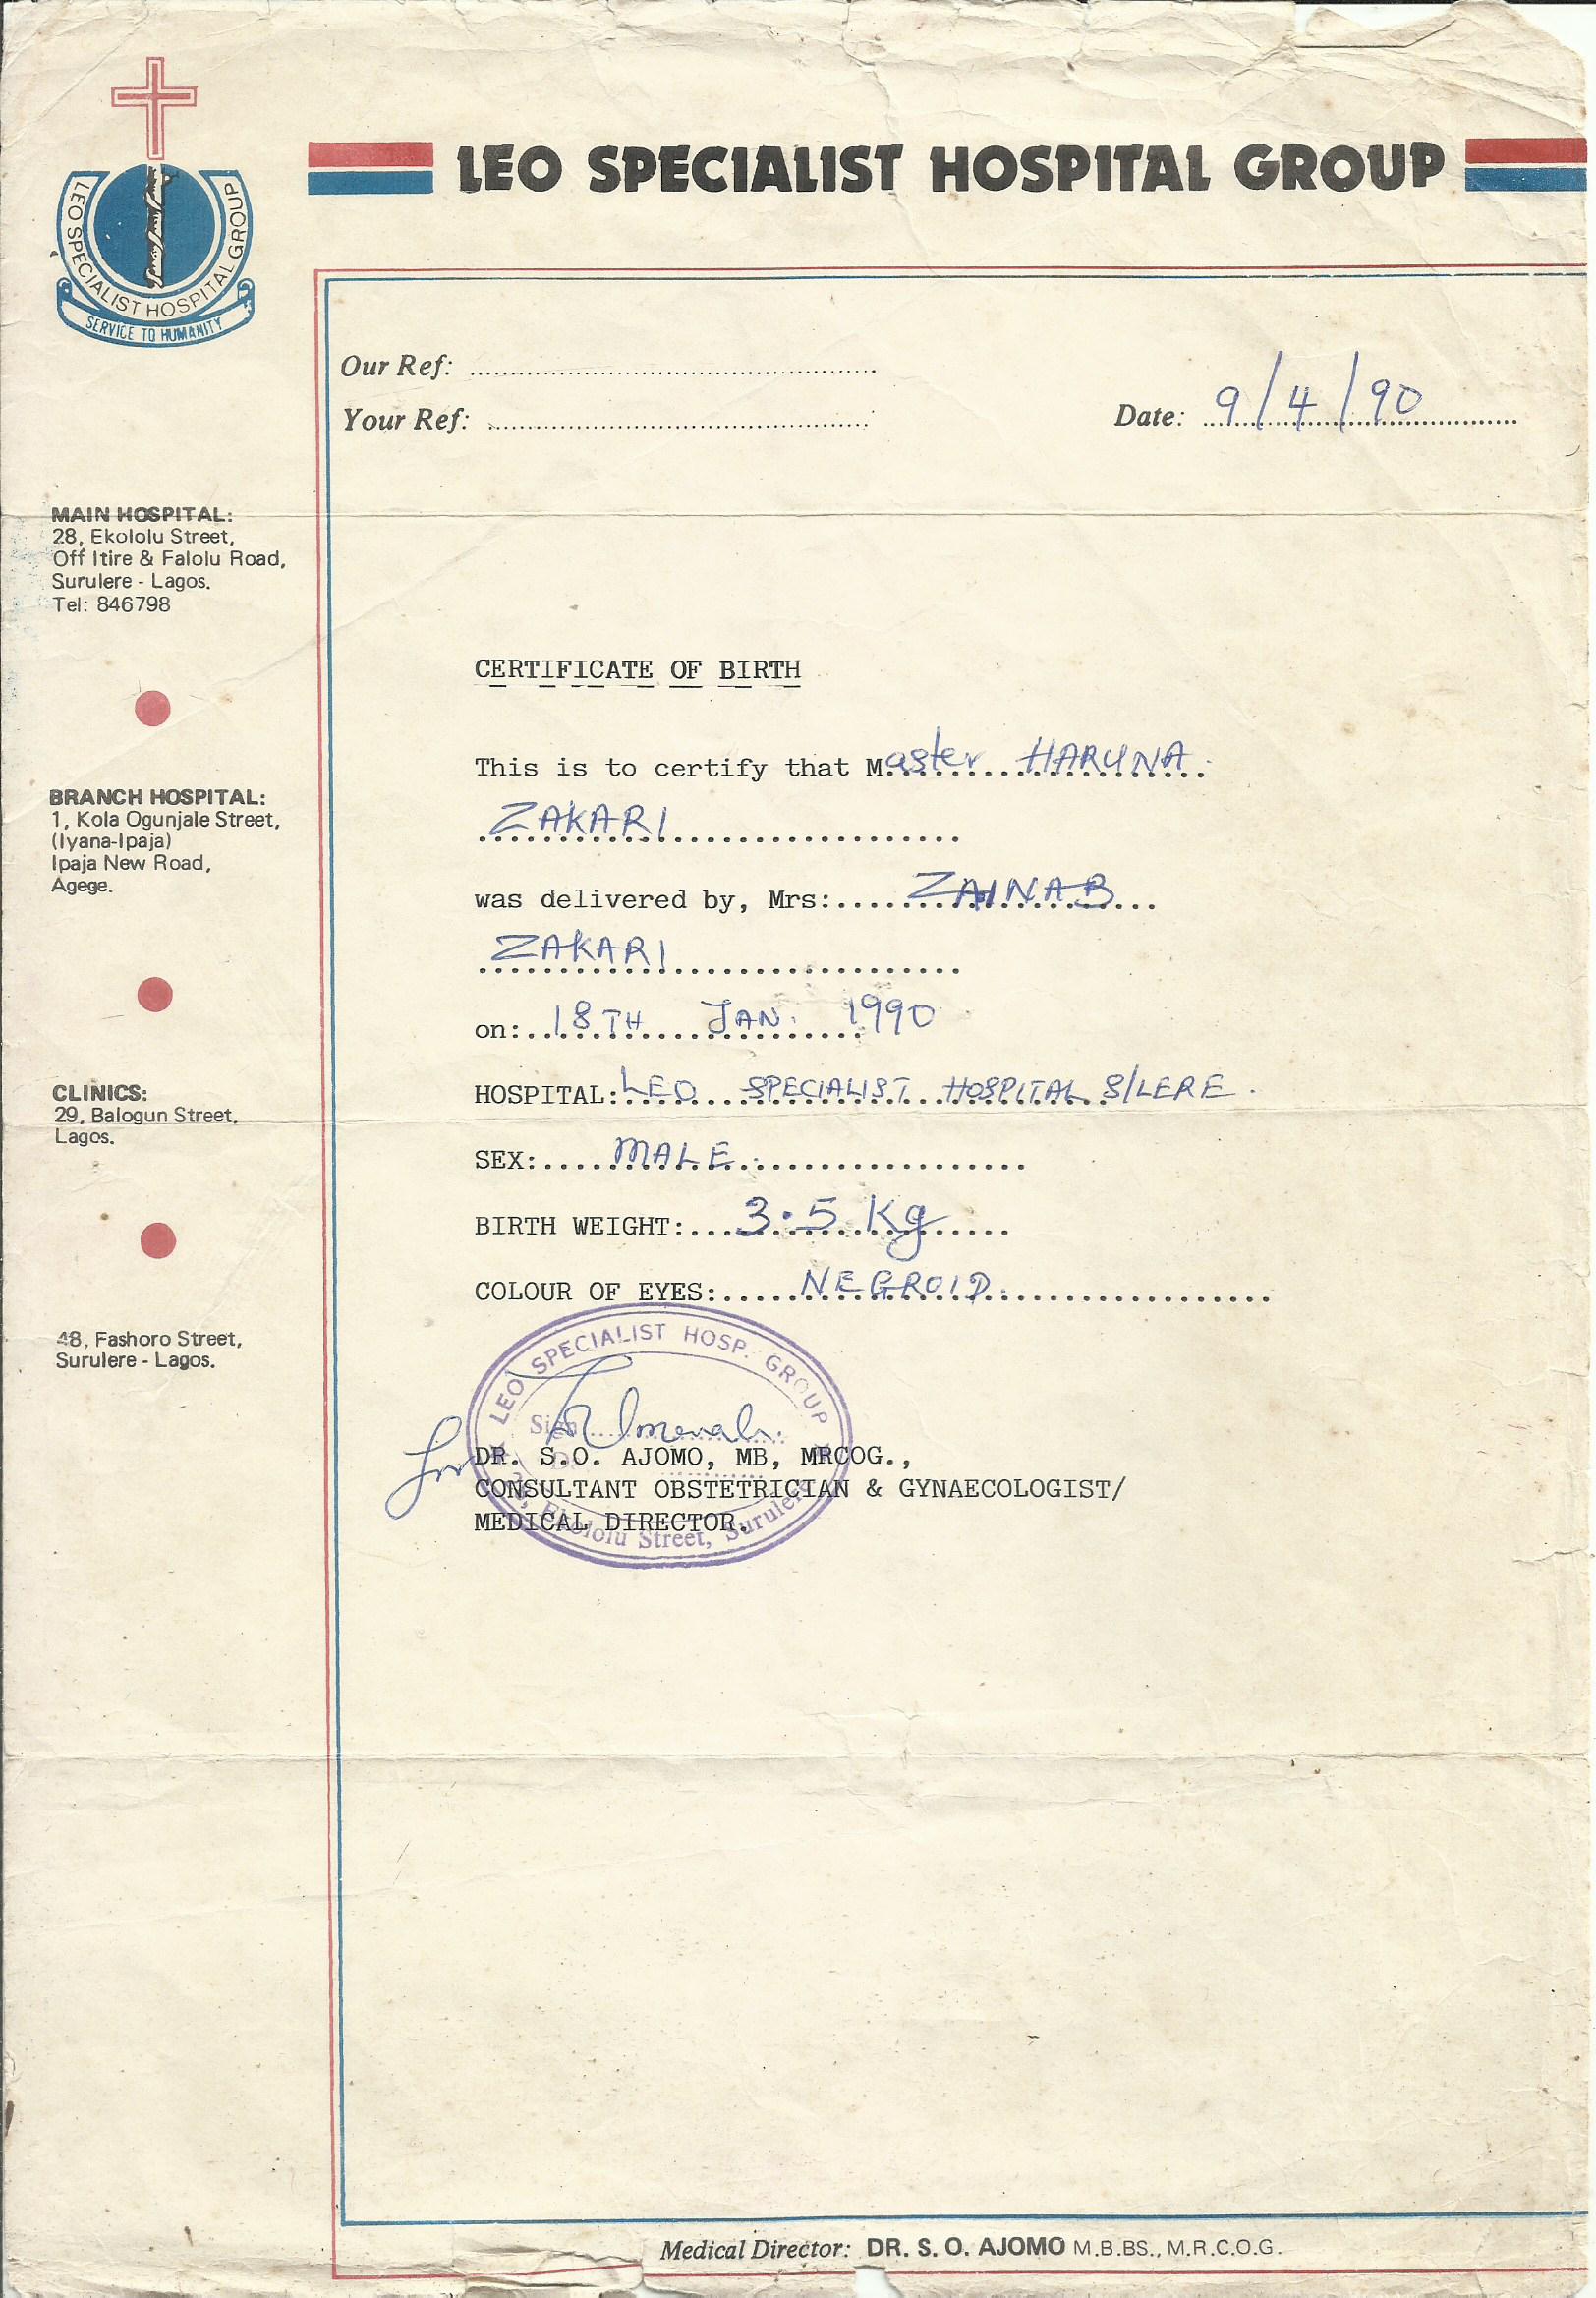 LEO SPECIALIST HOSPITAL GROUP
LEO SPECIALIST HOSPITAL GROUP
SERVICE TO HUMANITY
Our Ref:
Your Ref:
Date: 9/4/90
MAIN HOSPITAL:
28, Ekololu Street,
Off Itire & Falolu Road,
Surulere - Lagos.
Tel: 846798
BRANCH HOSPITAL:
1, Kola Ogunjale Street,
(Iyana-Ipaja)
Ipaja New Road,
Agege.
CLINICS:
29, Balogun Street,
Lagos.
48, Fashoro Street,
Surulere - Lagos.
CERTIFICATE OF BIRTH
This is to certify that Master HARUNA
ZAKARI
was delivered by, Mrs: ZAINAB
ZAKARI
on: 18TH JAN. 1990
HOSPITAL: LEO SPECIALIST HOSPITAL S/LERE.
SEX: MALE
BIRTH WEIGHT: 3.5 Kg
COLOUR OF EYES: NEGROID
LEO SPECIALIST HOSP. GROUP
Sign
for DR. S.O. AJOMO, MB, MRCOG.,
CONSULTANT OBSTETRICIAN & GYNAECOLOGIST/
MEDICAL DIRECTOR.
28, Ekololu Street, Surulere
Medical Director: DR. S. O. AJOMO M.B.BS., M.R.C.O.G.